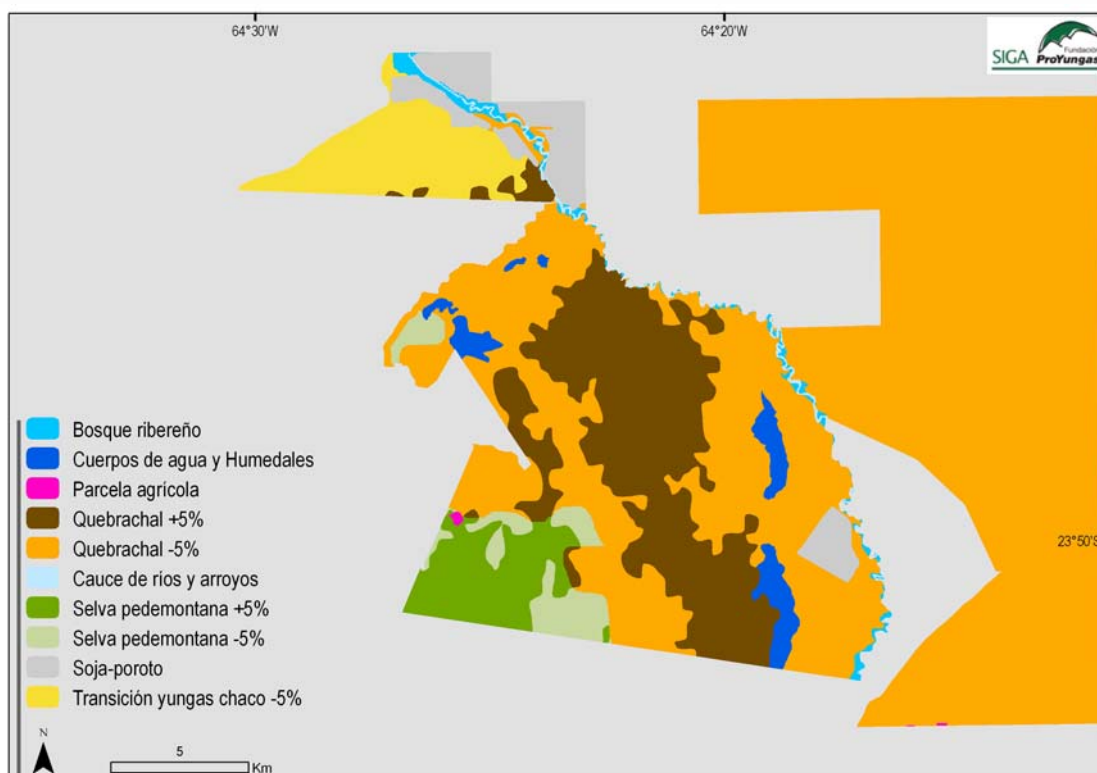 64°30'W
64°20'W
Fundación
SIGA ProYungas
Bosque ribereño
Cuerpos de agua y Humedales
Parcela agrícola
Quebrachal +5%
Quebrachal -5%
23°50'S
Cauce de ríos y arroyos
Selva pedemontana +5%
Selva pedemontana -5%
Soja-poroto
Transición yungas chaco -5%
N
5
Km